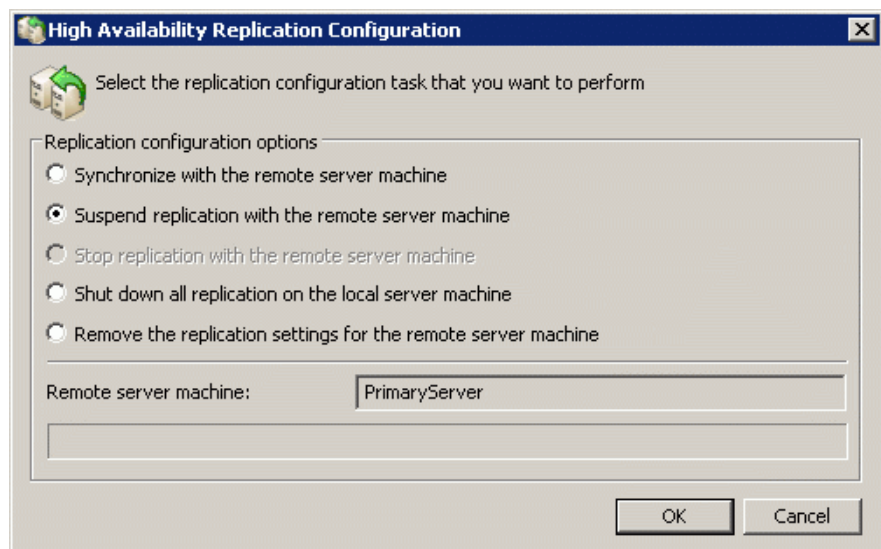 High Availability Replication Configuration
Select the replication configuration task that you want to perform
Replication configuration options
Synchronize with the remote server machine
Suspend replication with the remote server machine
Stop replication with the remote server machine
Shut down all replication on the local server machine
Remove the replication settings for the remote server machine
Remote server machine: PrimaryServer
OK Cancel